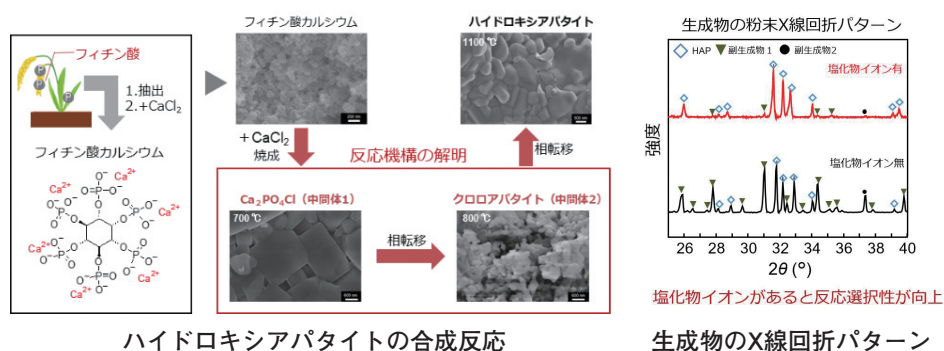 フィチン酸
P
P
P
P
1.抽出
2.+CaCl₂
フィチン酸カルシウム
Ca²⁺
Ca²⁺
Ca²⁺
Ca²⁺
Ca²⁺
Ca²⁺
Ca²⁺
フィチン酸カルシウム
+CaCl₂
焼成
反応機構の解明
ハイドロキシアパタイト
1100 ℃
相転移
Ca₂PO₄Cl(中間体1)
700 ℃
相転移
クロロアパタイト(中間体2)
800 ℃
ハイドロキシアパタイトの合成反応
生成物の粉末X線回折パターン
HAP 副生成物1 副生成物2
塩化物イオン有
塩化物イオン無
強度
26 28 30 32 34 36 38 40
2θ (°)
塩化物イオンがあると反応選択性が向上
生成物のX線回折パターン